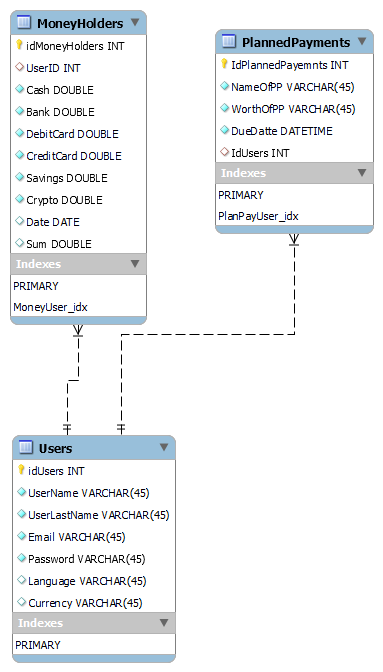 MoneyHolders
idMoneyHolders INT
UserID INT
Cash DOUBLE
Bank DOUBLE
DebitCard DOUBLE
CreditCard DOUBLE
Savings DOUBLE
Crypto DOUBLE
Date DATE
Sum DOUBLE
Indexes
PRIMARY
MoneyUser_idx
PlannedPayments
IdPlannedPayemnts INT
NameOfPP VARCHAR(45)
WorthOfPP VARCHAR(45)
DueDatte DATETIME
IdUsers INT
Indexes
PRIMARY
PlanPayUser_idx
Users
idUsers INT
UserName VARCHAR(45)
UserLastName VARCHAR(45)
Email VARCHAR(45)
Password VARCHAR(45)
Language VARCHAR(45)
Currency VARCHAR(45)
Indexes
PRIMARY